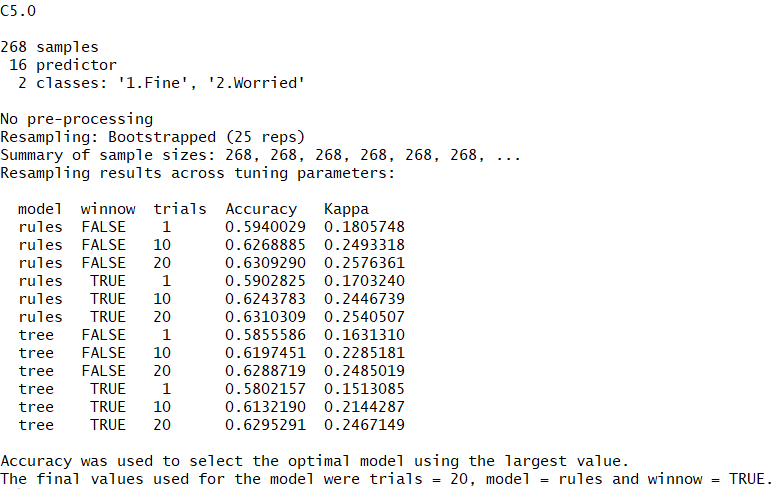 C5.0

268 samples
 16 predictor
  2 classes: '1.Fine', '2.Worried'

No pre-processing
Resampling: Bootstrapped (25 reps)
Summary of sample sizes: 268, 268, 268, 268, 268, 268, ...
Resampling results across tuning parameters:

  model  winnow  trials  Accuracy   Kappa
  rules  FALSE    1      0.5940029  0.1805748
  rules  FALSE   10      0.6268885  0.2493318
  rules  FALSE   20      0.6309290  0.2576361
  rules   TRUE    1      0.5902825  0.1703240
  rules   TRUE   10      0.6243783  0.2446739
  rules   TRUE   20      0.6310309  0.2540507
  tree   FALSE    1      0.5855586  0.1631310
  tree   FALSE   10      0.6197451  0.2285181
  tree   FALSE   20      0.6288719  0.2485019
  tree    TRUE    1      0.5802157  0.1513085
  tree    TRUE   10      0.6132190  0.2144287
  tree    TRUE   20      0.6295291  0.2467149

Accuracy was used to select the optimal model using the largest value.
The final values used for the model were trials = 20, model = rules and winnow = TRUE.